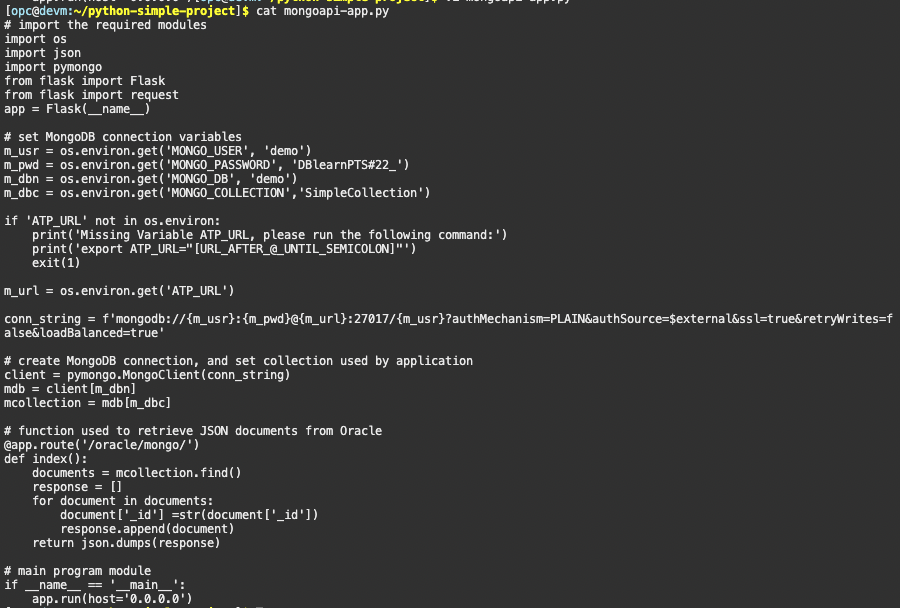 [opc@devm:~/python-simple-project]$ cat mongoapi-app.py
# import the required modules
import os
import json
import pymongo
from flask import Flask
from flask import request
app = Flask(__name__)

# set MongoDB connection variables
m_usr = os.environ.get('MONGO_USER', 'demo')
m_pwd = os.environ.get('MONGO_PASSWORD', 'DBlearnPTS#22_')
m_dbn = os.environ.get('MONGO_DB', 'demo')
m_dbc = os.environ.get('MONGO_COLLECTION','SimpleCollection')

if 'ATP_URL' not in os.environ:
    print('Missing Variable ATP_URL, please run the following command:')
    print('export ATP_URL="[URL_AFTER_@_UNTIL_SEMICOLON]"')
    exit(1)

m_url = os.environ.get('ATP_URL')

conn_string = f'mongodb://{m_usr}:{m_pwd}@{m_url}:27017/{m_usr}?authMechanism=PLAIN&authSource=$external&ssl=true&retryWrites=f
alse&loadBalanced=true'

# create MongoDB connection, and set collection used by application
client = pymongo.MongoClient(conn_string)
mdb = client[m_dbn]
mcollection = mdb[m_dbc]

# function used to retrieve JSON documents from Oracle
@app.route('/oracle/mongo/')
def index():
    documents = mcollection.find()
    response = []
    for document in documents:
        document['_id'] =str(document['_id'])
        response.append(document)
    return json.dumps(response)

# main program module
if __name__ == '__main__':
    app.run(host='0.0.0.0')